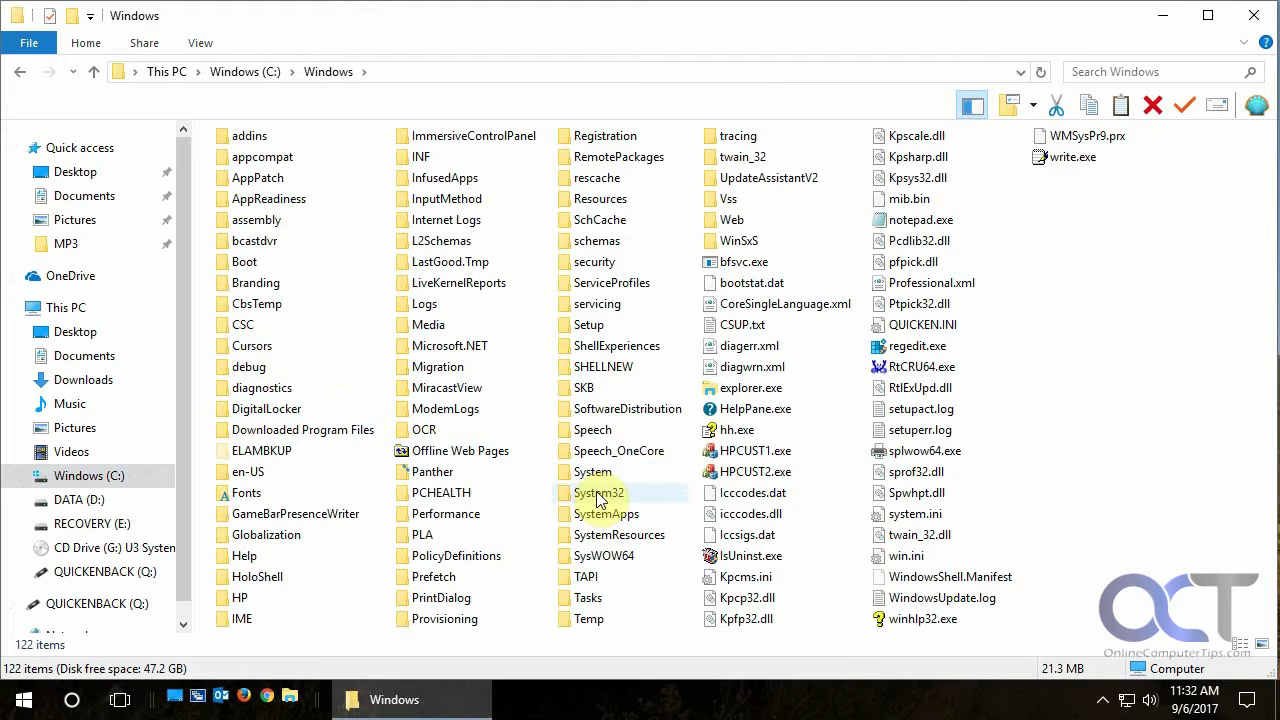 Windows
File Home Share View
This PC Windows (C:) Windows
Search Windows
Quick access
Desktop
Documents
Pictures
MP3
OneDrive
This PC
Desktop
Documents
Downloads
Music
Pictures
Videos
Windows (C:)
DATA (D:)
RECOVERY (E:)
CD Drive (G:) U3 System
QUICKENBACK (Q:)
QUICKENBACK (Q:)
addins
appcompat
AppPatch
AppReadiness
assembly
bcastdvr
Boot
Branding
CbsTemp
CSC
Cursors
debug
diagnostics
DigitalLocker
Downloaded Program Files
ELAMBKUP
en-US
Fonts
GameBarPresenceWriter
Globalization
Help
HoloShell
HP
IME
ImmersiveControlPanel
INF
InfusedApps
InputMethod
Internet Logs
L2Schemas
LastGood.Tmp
LiveKernelReports
Logs
Media
Microsoft.NET
Migration
MiracastView
ModemLogs
OCR
Offline Web Pages
Panther
PCHEALTH
Performance
PLA
PolicyDefinitions
Prefetch
PrintDialog
Provisioning
Registration
RemotePackages
rescache
Resources
SchCache
schemas
security
ServiceProfiles
servicing
Setup
ShellExperiences
SHELLNEW
SKB
SoftwareDistribution
Speech
Speech_OneCore
System
System32
SystemApps
SystemResources
SysWOW64
TAPI
Tasks
Temp
tracing
twain_32
UpdateAssistantV2
Vss
Web
WinSxS
bfsvc.exe
bootstat.dat
CoreSingleLanguage.xml
CSUP.txt
diagerr.xml
diagwrn.xml
explorer.exe
HelpPane.exe
hh.exe
HPCUST1.exe
HPCUST2.exe
Icccodes.dat
icccodes.dll
Iccsigs.dat
IsUninst.exe
Kpcms.ini
Kpcp32.dll
Kpfp32.dll
Kpscale.dll
Kpsharp.dll
Kpsys32.dll
mib.bin
notepad.exe
Pcdlib32.dll
pfpick.dll
Professional.xml
Ptpick32.dll
QUICKEN.INI
regedit.exe
RtCRU64.exe
RtlExUpd.dll
setupact.log
setuperr.log
splwow64.exe
sprof32.dll
Spwhpt.dll
system.ini
twain_32.dll
win.ini
WindowsShell.Manifest
WindowsUpdate.log
winhlp32.exe
WMSysPr9.prx
write.exe
OCT
OnlineComputerTips.com
122 items
122 items (Disk free space: 47.2 GB)
21.3 MB
Computer
Windows
11:32 AM
9/6/2017